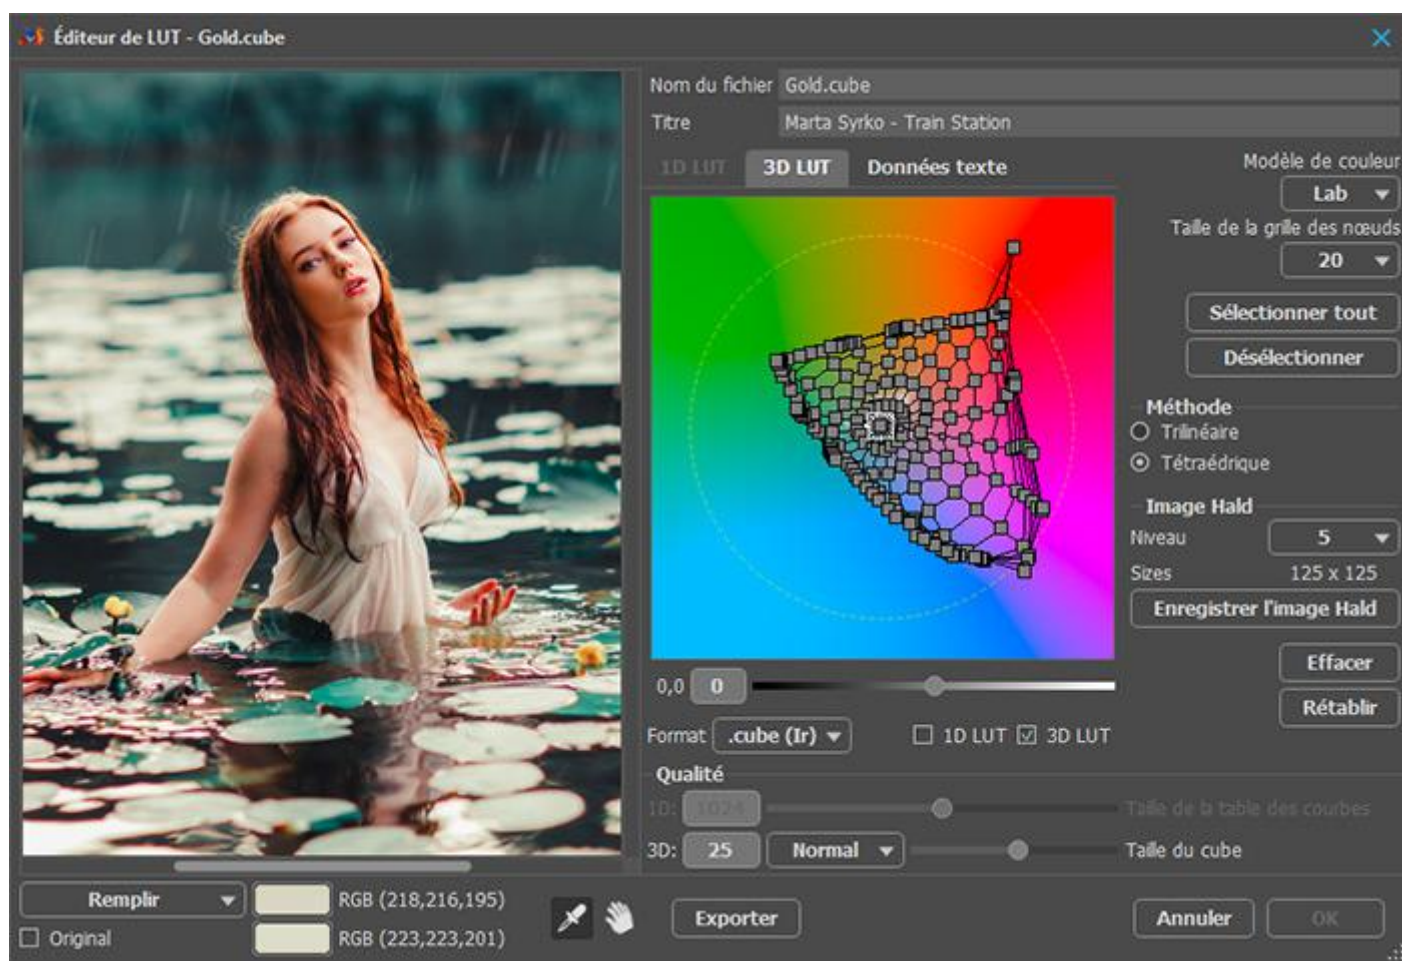 Éditeur de LUT - Gold.cube
Nom du fichier Gold.cube
Titre Marta Syrko - Train Station
1D LUT 3D LUT Données texte
Modèle de couleur
Lab
Taille de la grille des nœuds
20
Sélectionner tout
Désélectionner
Méthode
Trilinéaire
Tétraédrique
Image Hald
Niveau 5
Sizes 125 x 125
Enregistrer l'image Hald
Effacer
Rétablir
0,0 0
Format .cube (Ir) 1D LUT 3D LUT
Qualité
1D: 1024 Taille de la table des courbes
3D: 25 Normal Taille du cube
Remplir RGB (218,216,195)
Original RGB (223,223,201)
Exporter Annuler OK